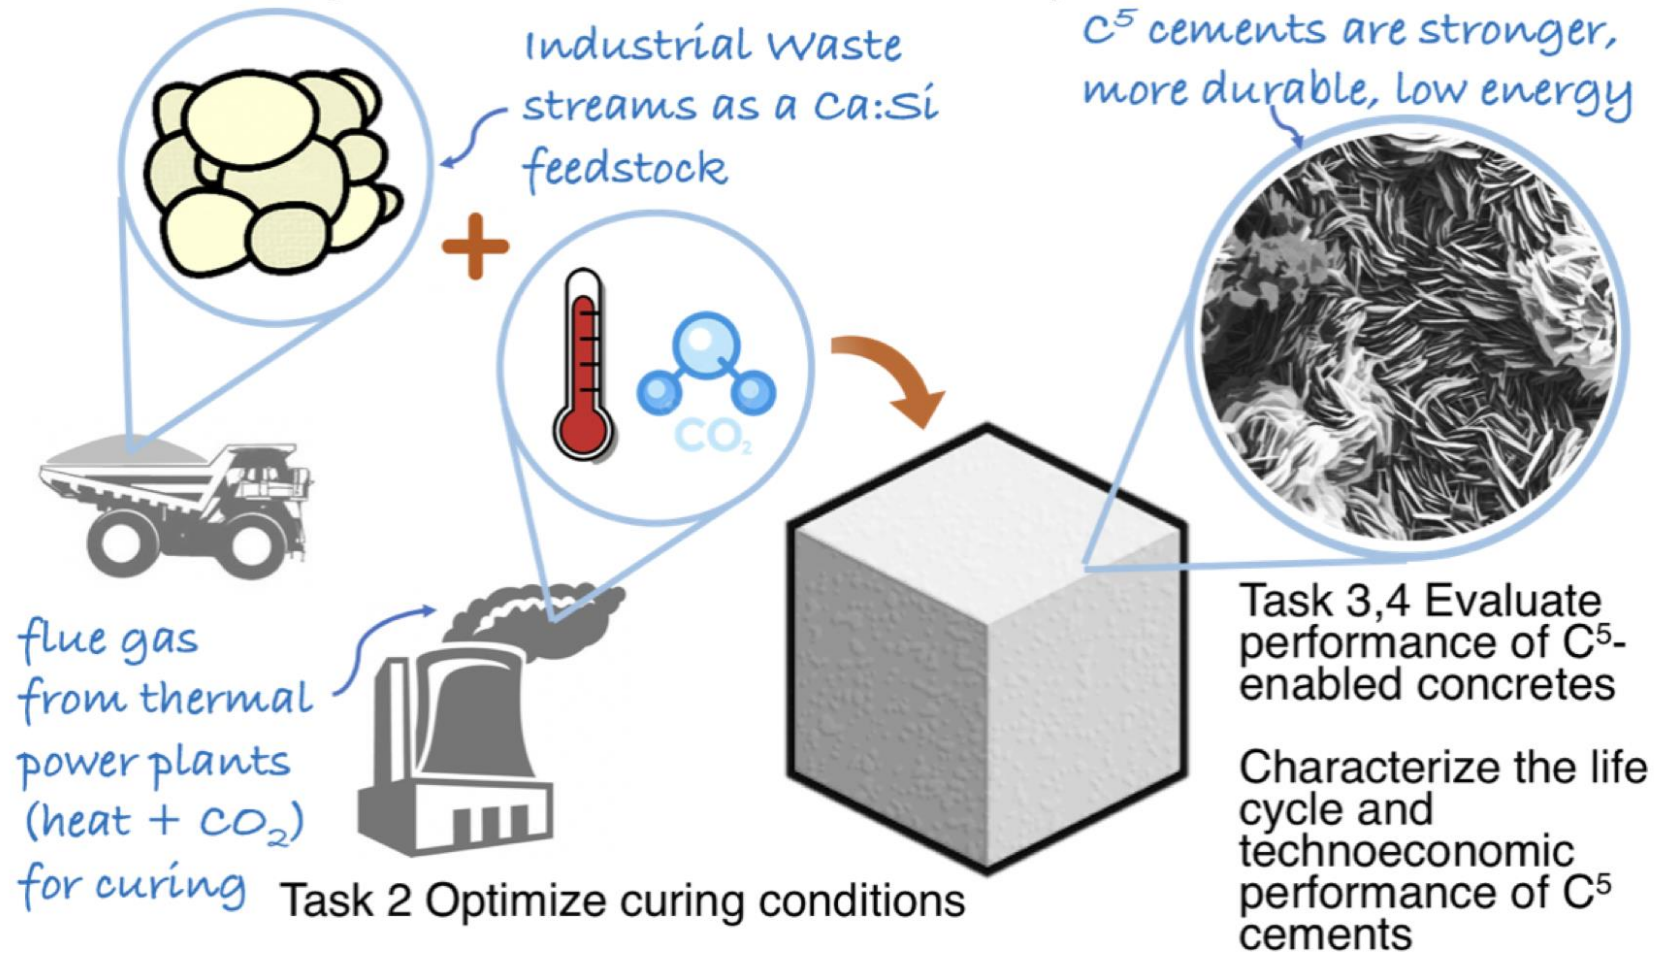 Industrial Waste
streams as a Ca:Si
feedstock
C⁵ cements are stronger,
more durable, low energy
CO₂
flue gas
from thermal
power plants
(heat + CO₂)
for curing
Task 2 Optimize curing conditions
Task 3,4 Evaluate
performance of C⁵-
enabled concretes
Characterize the life
cycle and
technoeconomic
performance of C⁵
cements